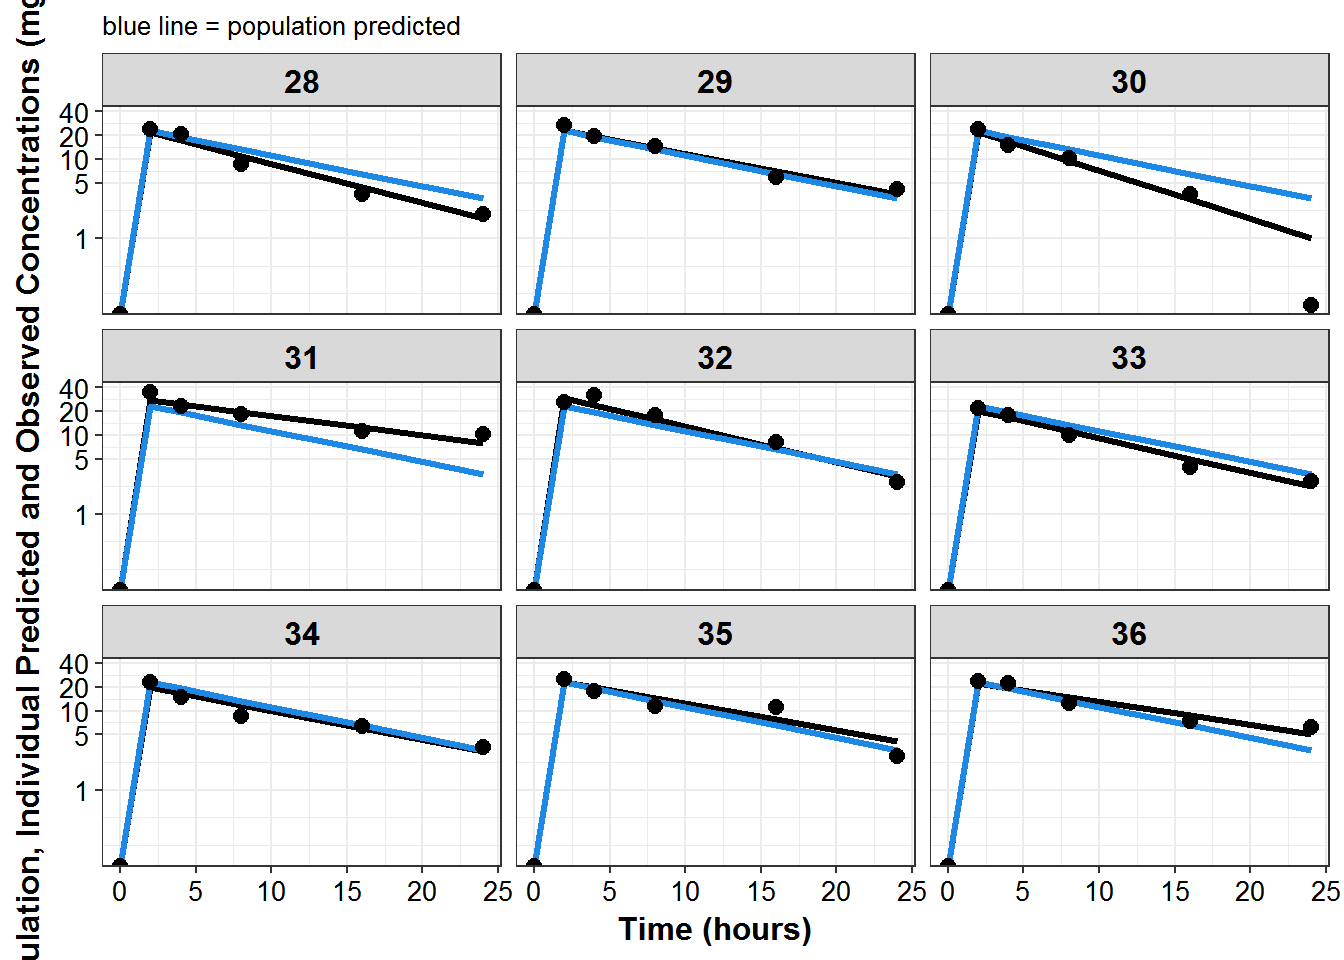 blue line = population predicted
ulation, Individual Predicted and Observed Concentrations (mg
28 29 30
40
20
10
5
1
31 32 33
40
20
10
5
1
34 35 36
40
20
10
5
1
0 5 10 15 20 25 0 5 10 15 20 25 0 5 10 15 20 25
Time (hours)